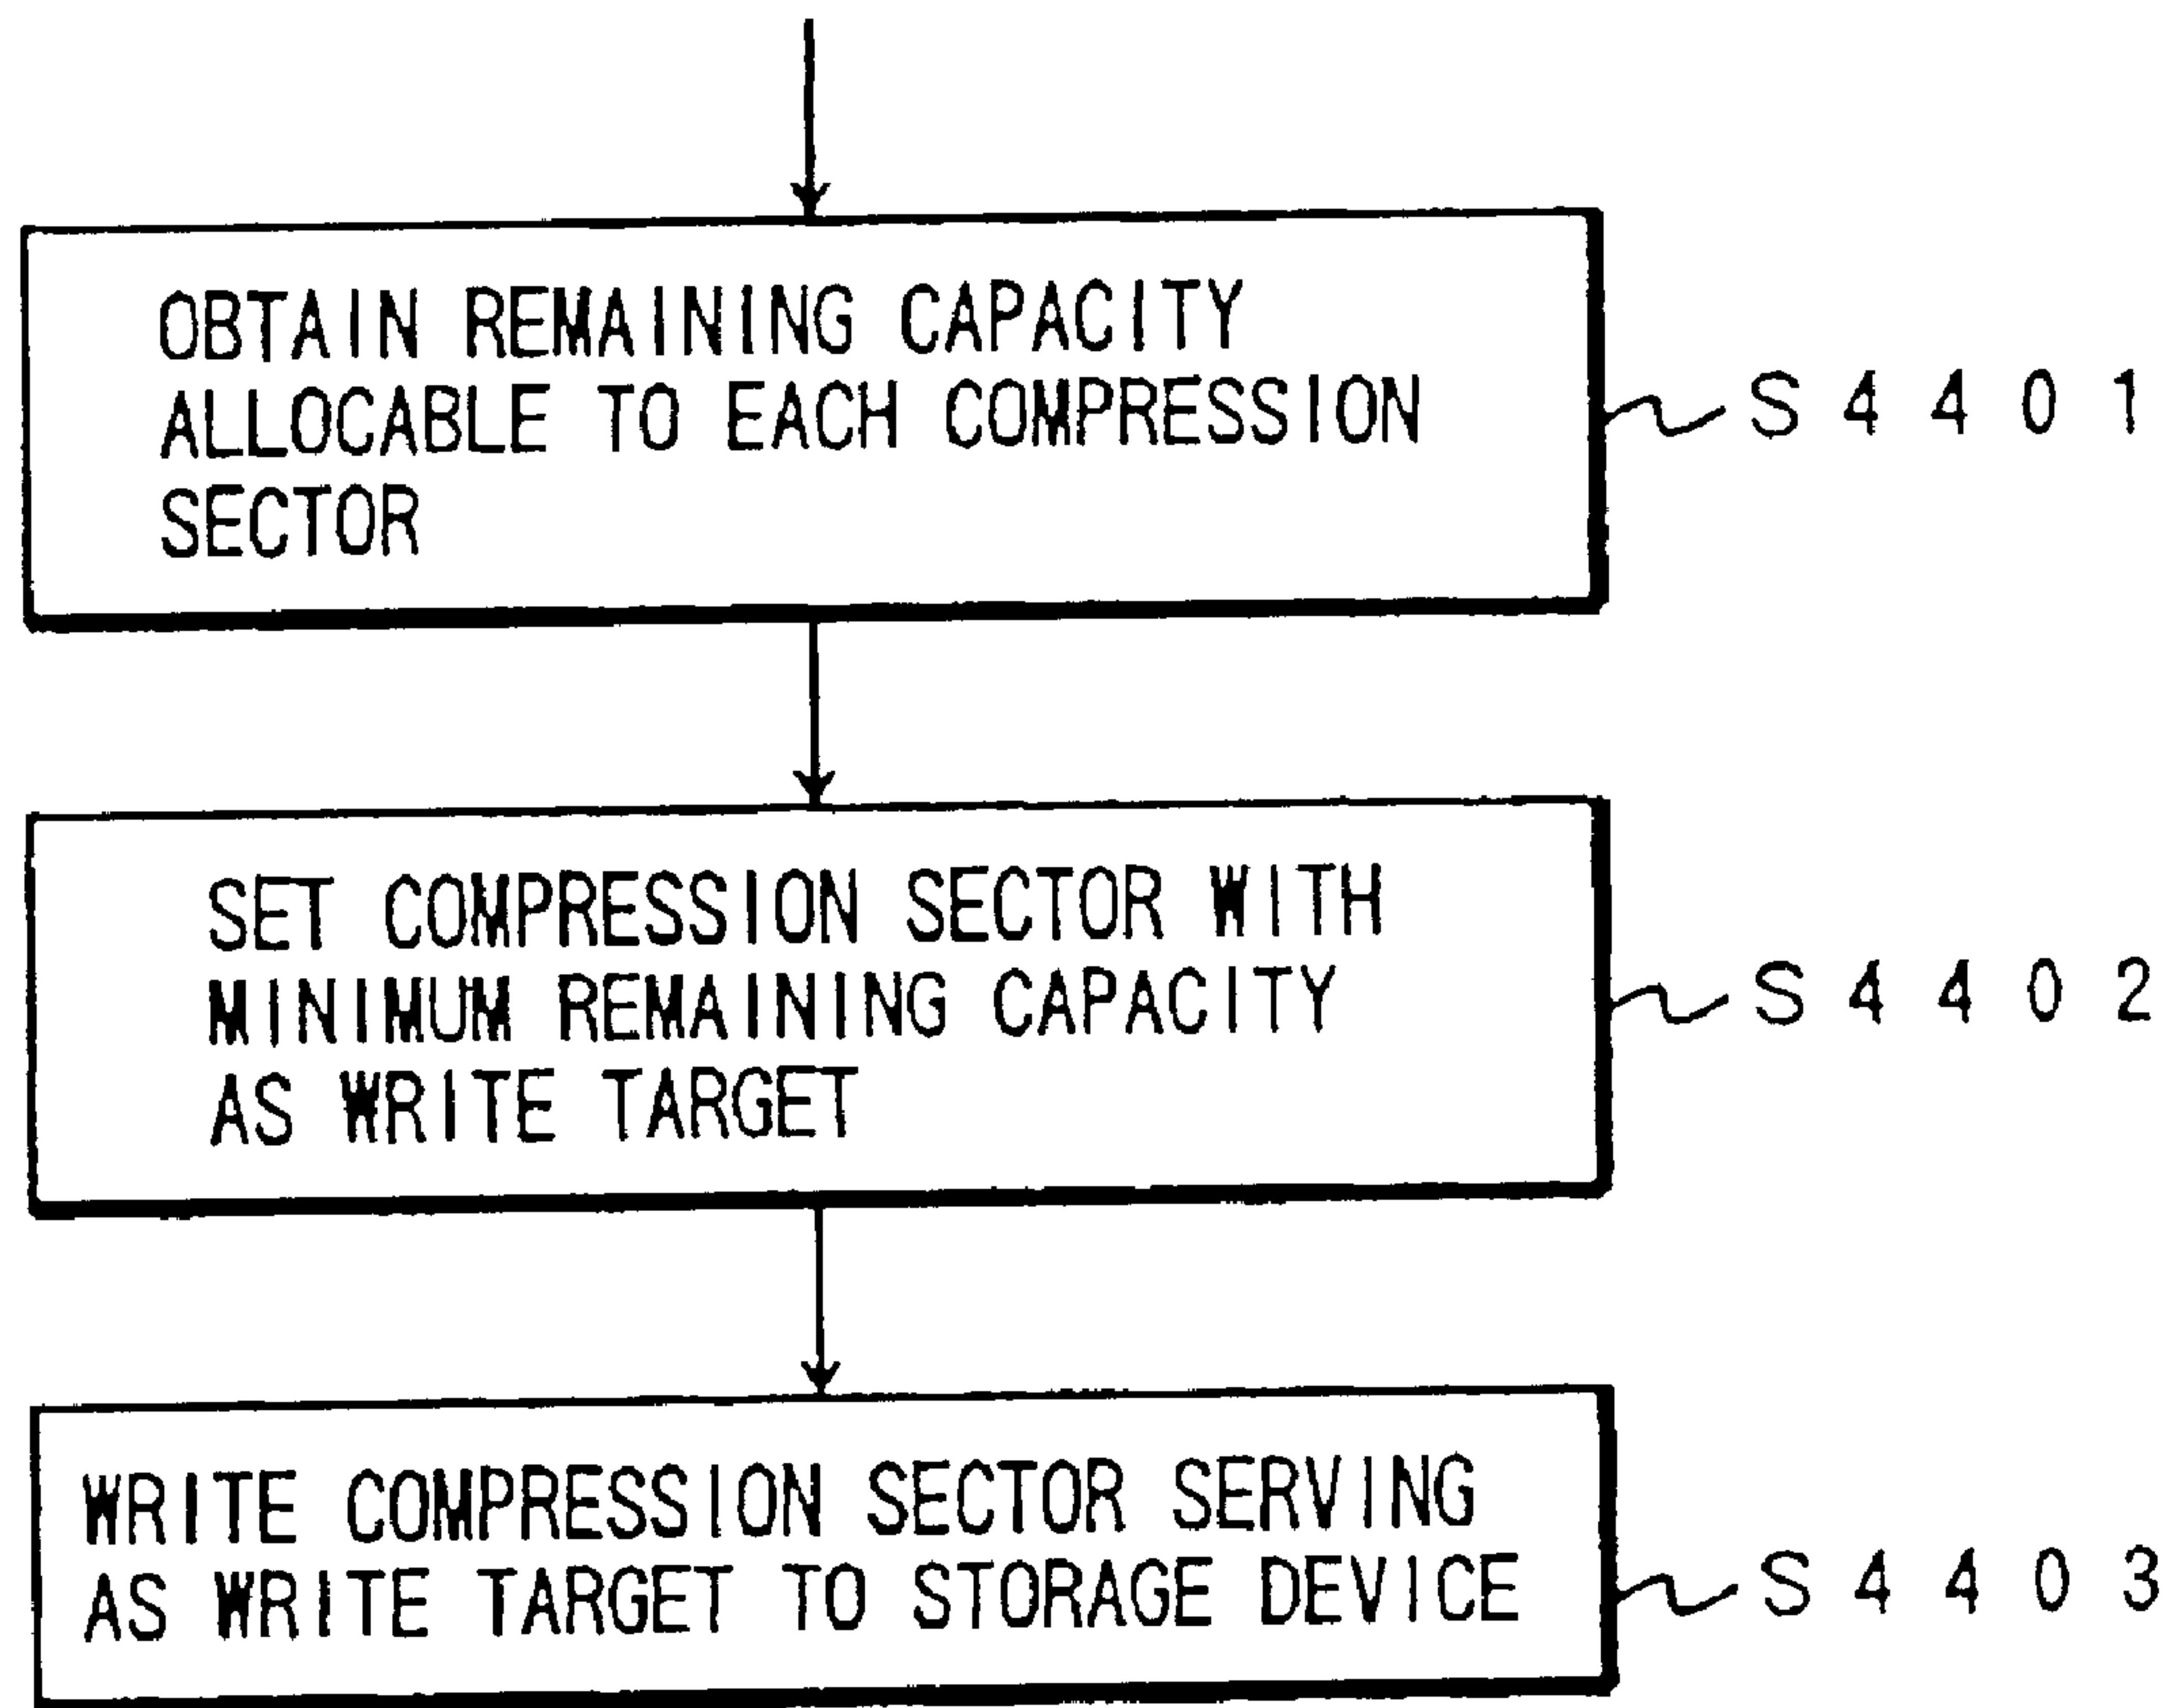 OBTAIN REMAINING CAPACITY
ALLOCABLE TO EACH COMPRESSION
SECTOR
S4401
SET COMPRESSION SECTOR WITH
MINIMUM REMAINING CAPACITY
AS WRITE TARGET
S4402
WRITE COMPRESSION SECTOR SERVING
AS WRITE TARGET TO STORAGE DEVICE
S4403